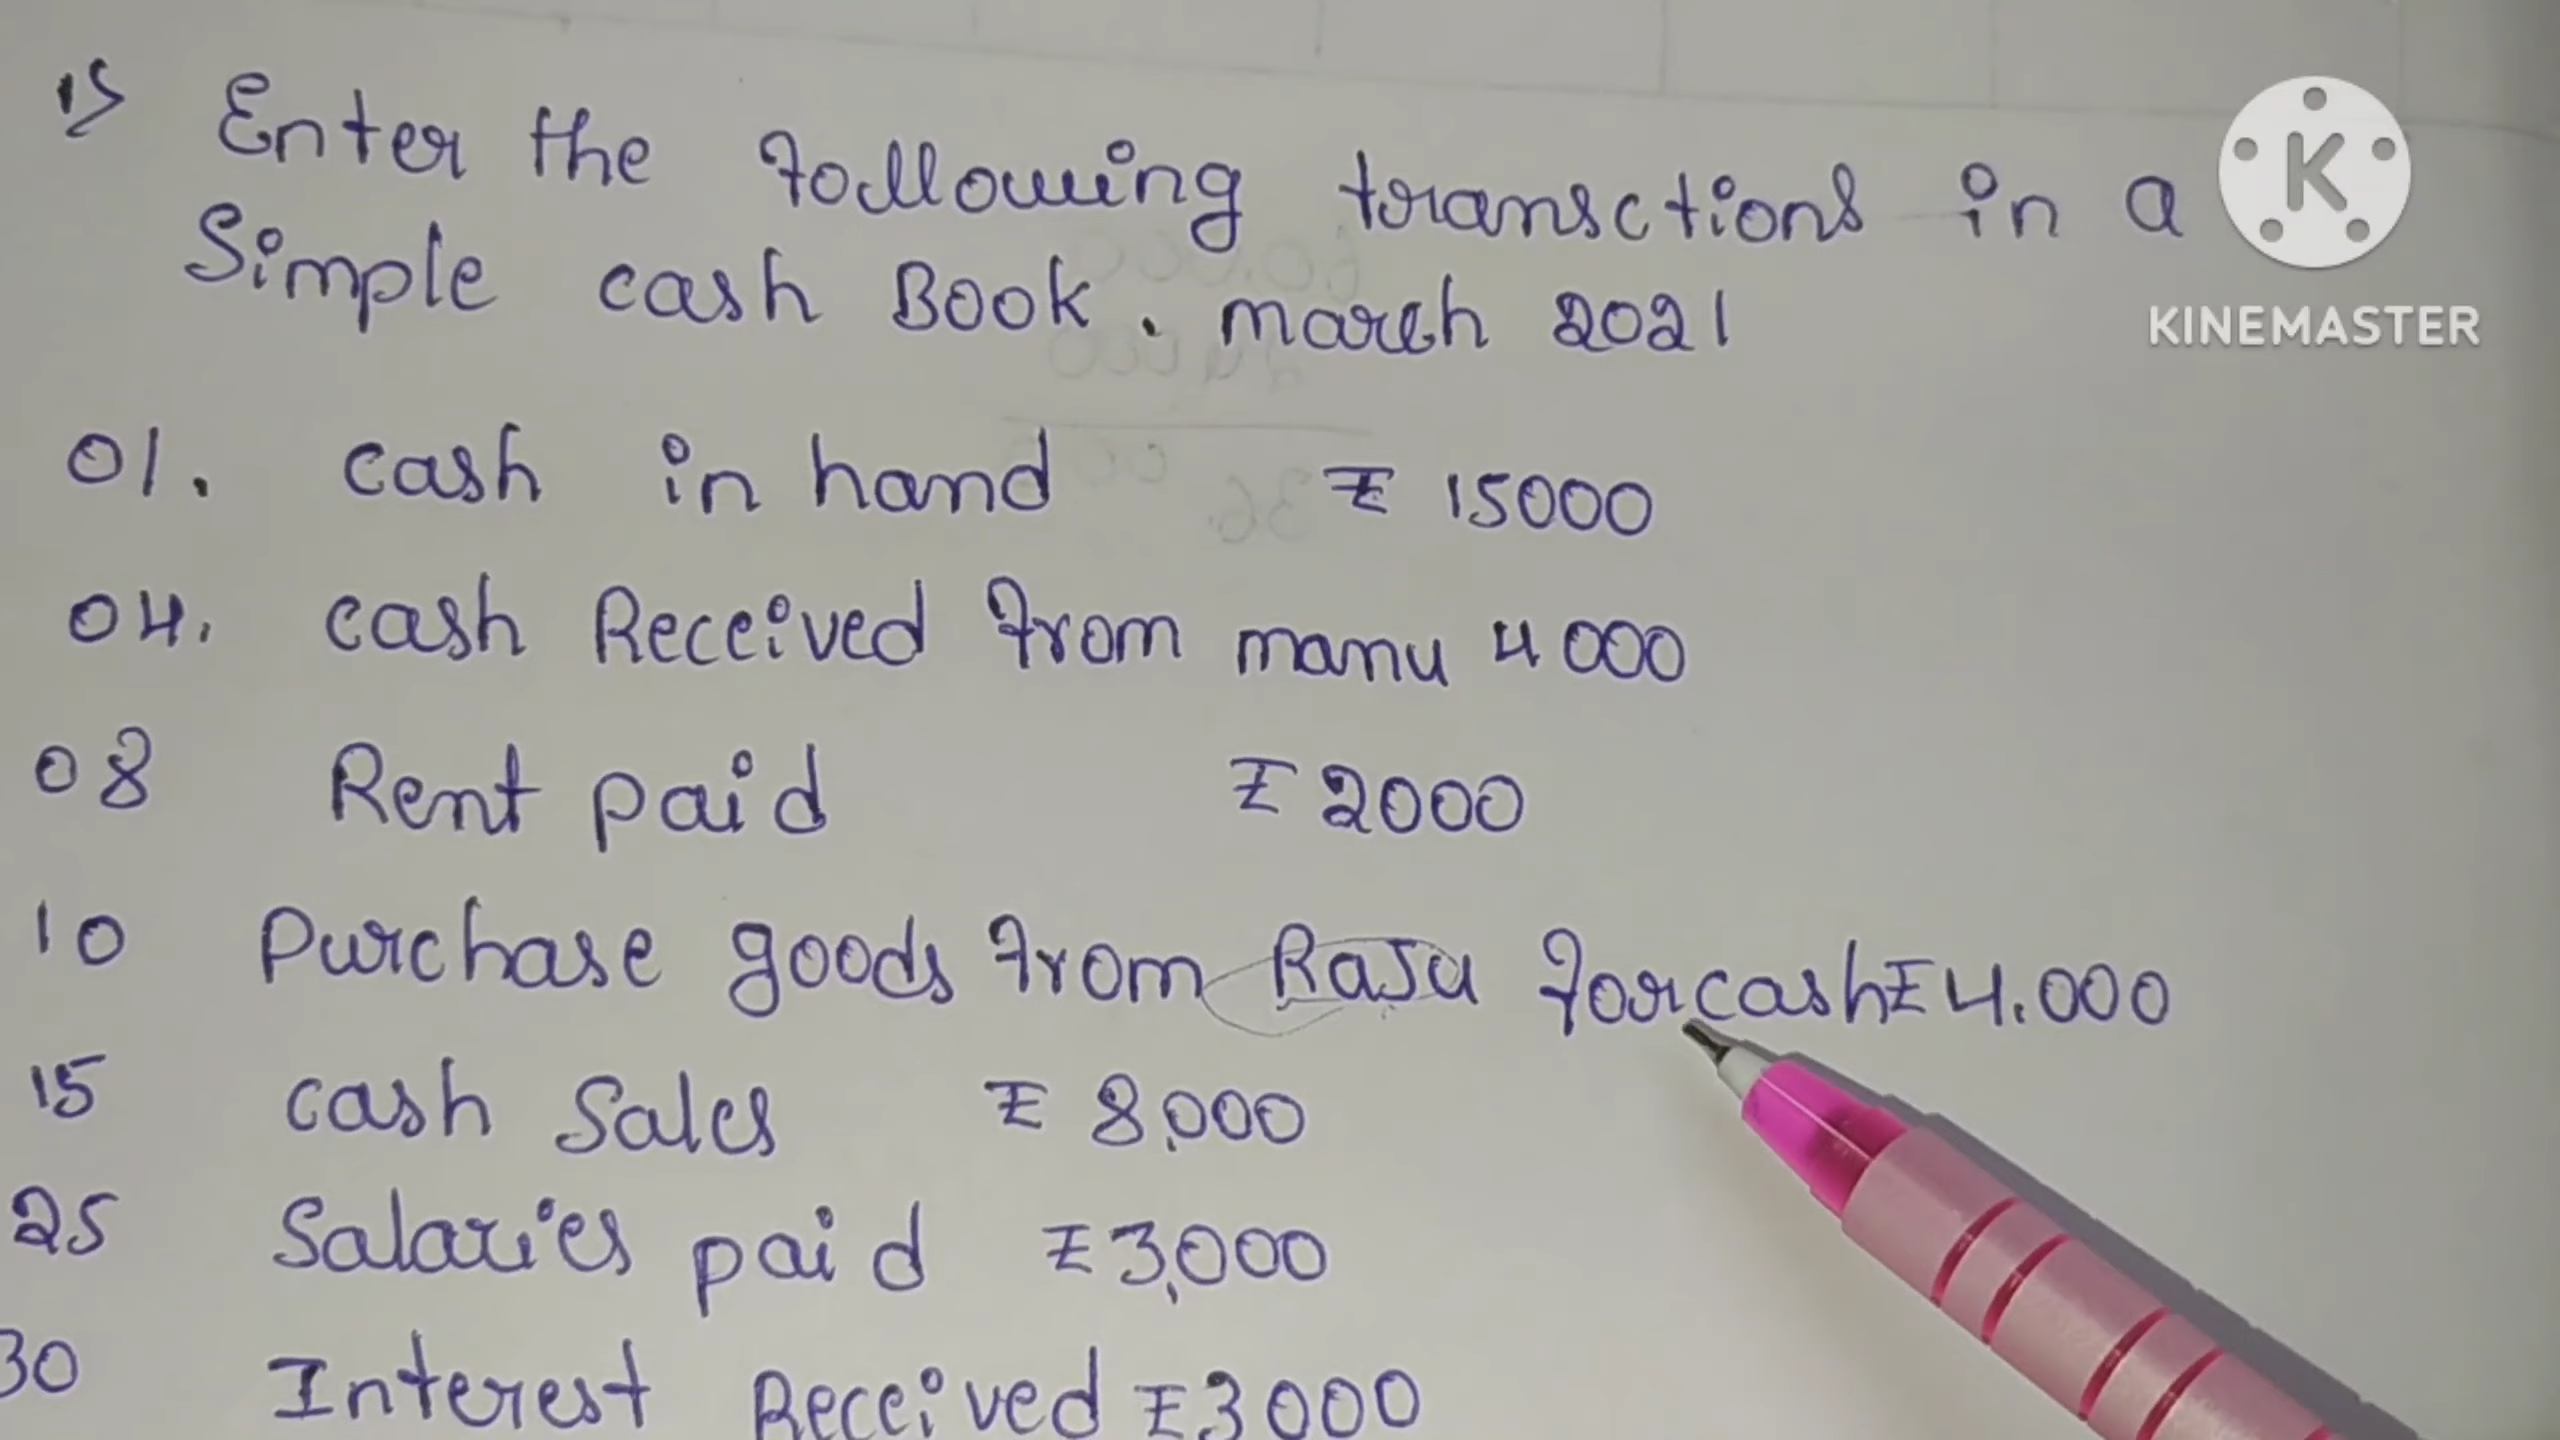 1) Enter the following transctions in a
Simple cash Book. march 2021
01. cash in hand ₹ 15000
04. cash Received from manu 4000
08 Rent paid ₹ 2000
10 Purchase goods from Raju for cash ₹ 4.000
15 cash Sales ₹ 8,000
25 Salaries paid ₹ 3,000
30 Interest Received ₹ 3000
K
KINEMASTER